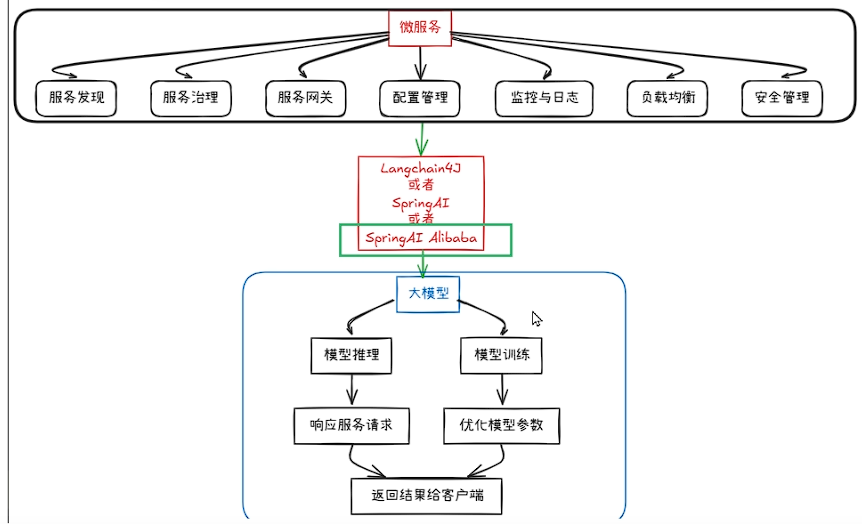 微服务
服务发现
服务治理
服务网关
配置管理
监控与日志
负载均衡
安全管理
Langchain4J
或者
SpringAI
或者
SpringAI Alibaba
大模型
模型推理
模型训练
响应服务请求
优化模型参数
返回结果给客户端